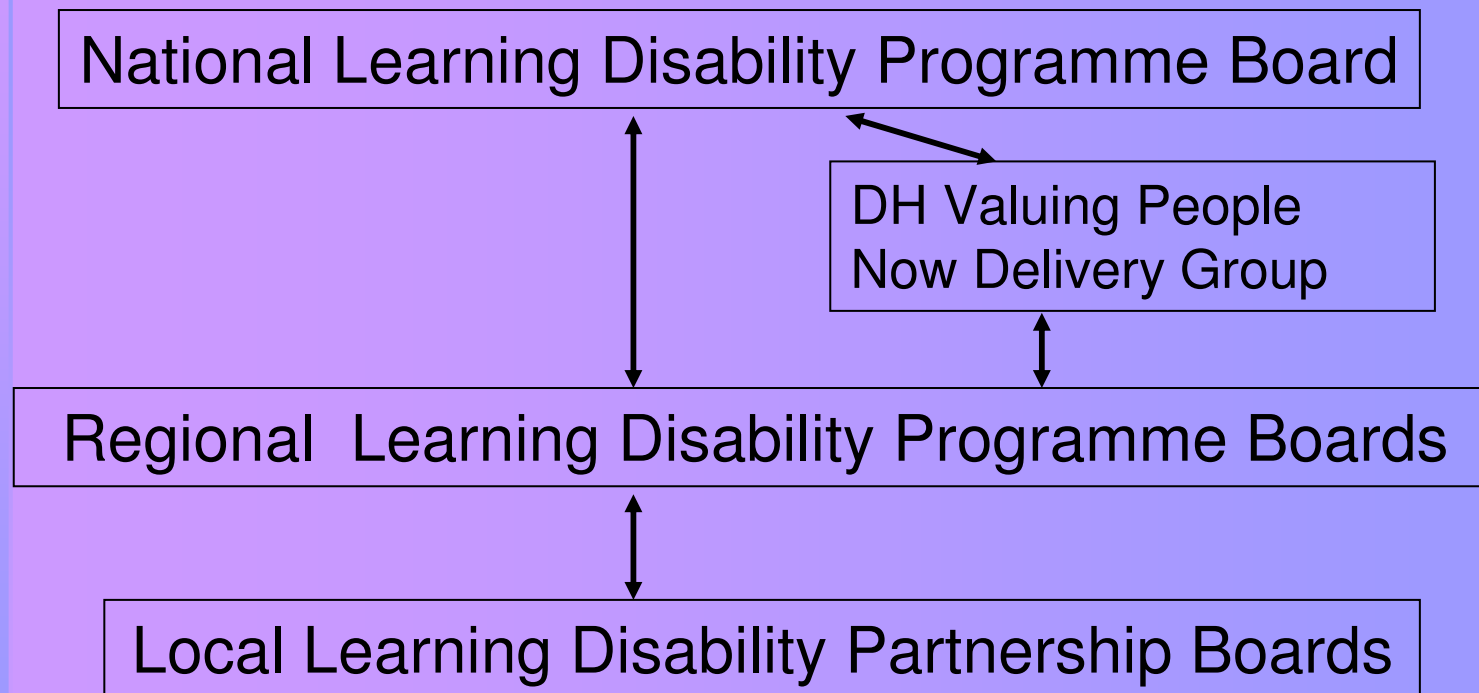 National Learning Disability Programme Board
DH Valuing People
Now Delivery Group
Regional  Learning Disability Programme Boards
Local Learning Disability Partnership Boards